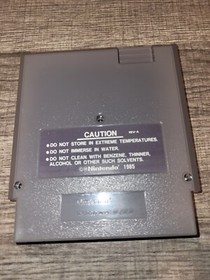 CAUTION
● DO NOT STORE IN EXTREME TEMPERATURES.
● DO NOT IMMERSE IN WATER.
● DO NOT CLEAN WITH BENZENE, THINNER,
ALCOHOL OR OTHER SUCH SOLVENTS.
©Nintendo® 1985